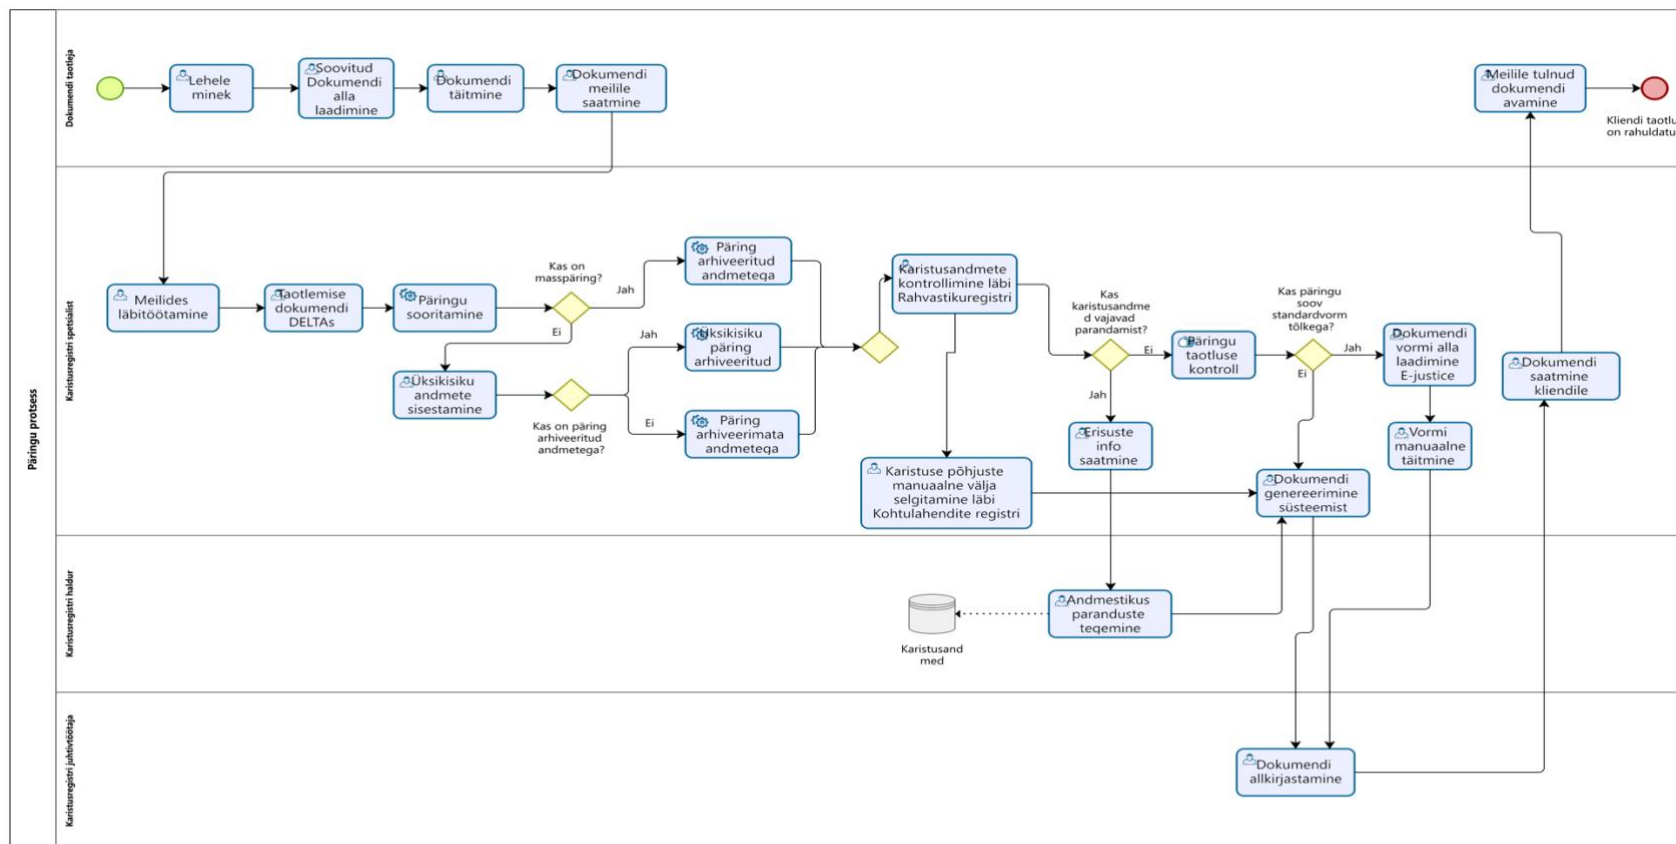 Päringu protsess
Dokumendi taotleja
Lehele
minek
Soovitud
Dokumendi
alla
laadimine
Dokumendi
täitmine
Dokumendi
meilile
saatmine
Meilile tulnud
dokumendi
avamine
Kliendi taotlu
on rahuldatu
Karistusregistri spetsialist
Meilides
läbitöötamine
Taotlemise
dokumendi
DELTAs
Päringu
sooritamine
Kas on
masspäring?
Jah
Ei
Päring
arhiveeritud
andmetega
Üksikisiku
andmete
sisestamine
Kas on päring
arhiveeritud
andmetega?
Jah
Ei
Üksikisiku
päring
arhiveeritud
Päring
arhiveerimata
andmetega
Karistusandmete
kontrollimine läbi
Rahvastikuregistri
Karistuse põhjuste
manuaalne välja
selgitamine läbi
Kohtulahendite registri
Kas
karistusandme
d vajavad
parandamist?
Ei
Jah
Erisuste
info
saatmine
Päringu
taotluse
kontroll
Kas päringu
soov
standardvorm
tõlkega?
Jah
Ei
Dokumendi
vormi alla
laadimine
E-justice
Vormi
manuaalne
täitmine
Dokumendi
genereerimine
süsteemist
Dokumendi
saatmine
kliendile
Karistusregistri haldur
Karistusand
med
Andmestikus
paranduste
tegemine
Karistusregistri juhtivtöötaja
Dokumendi
allkirjastamine